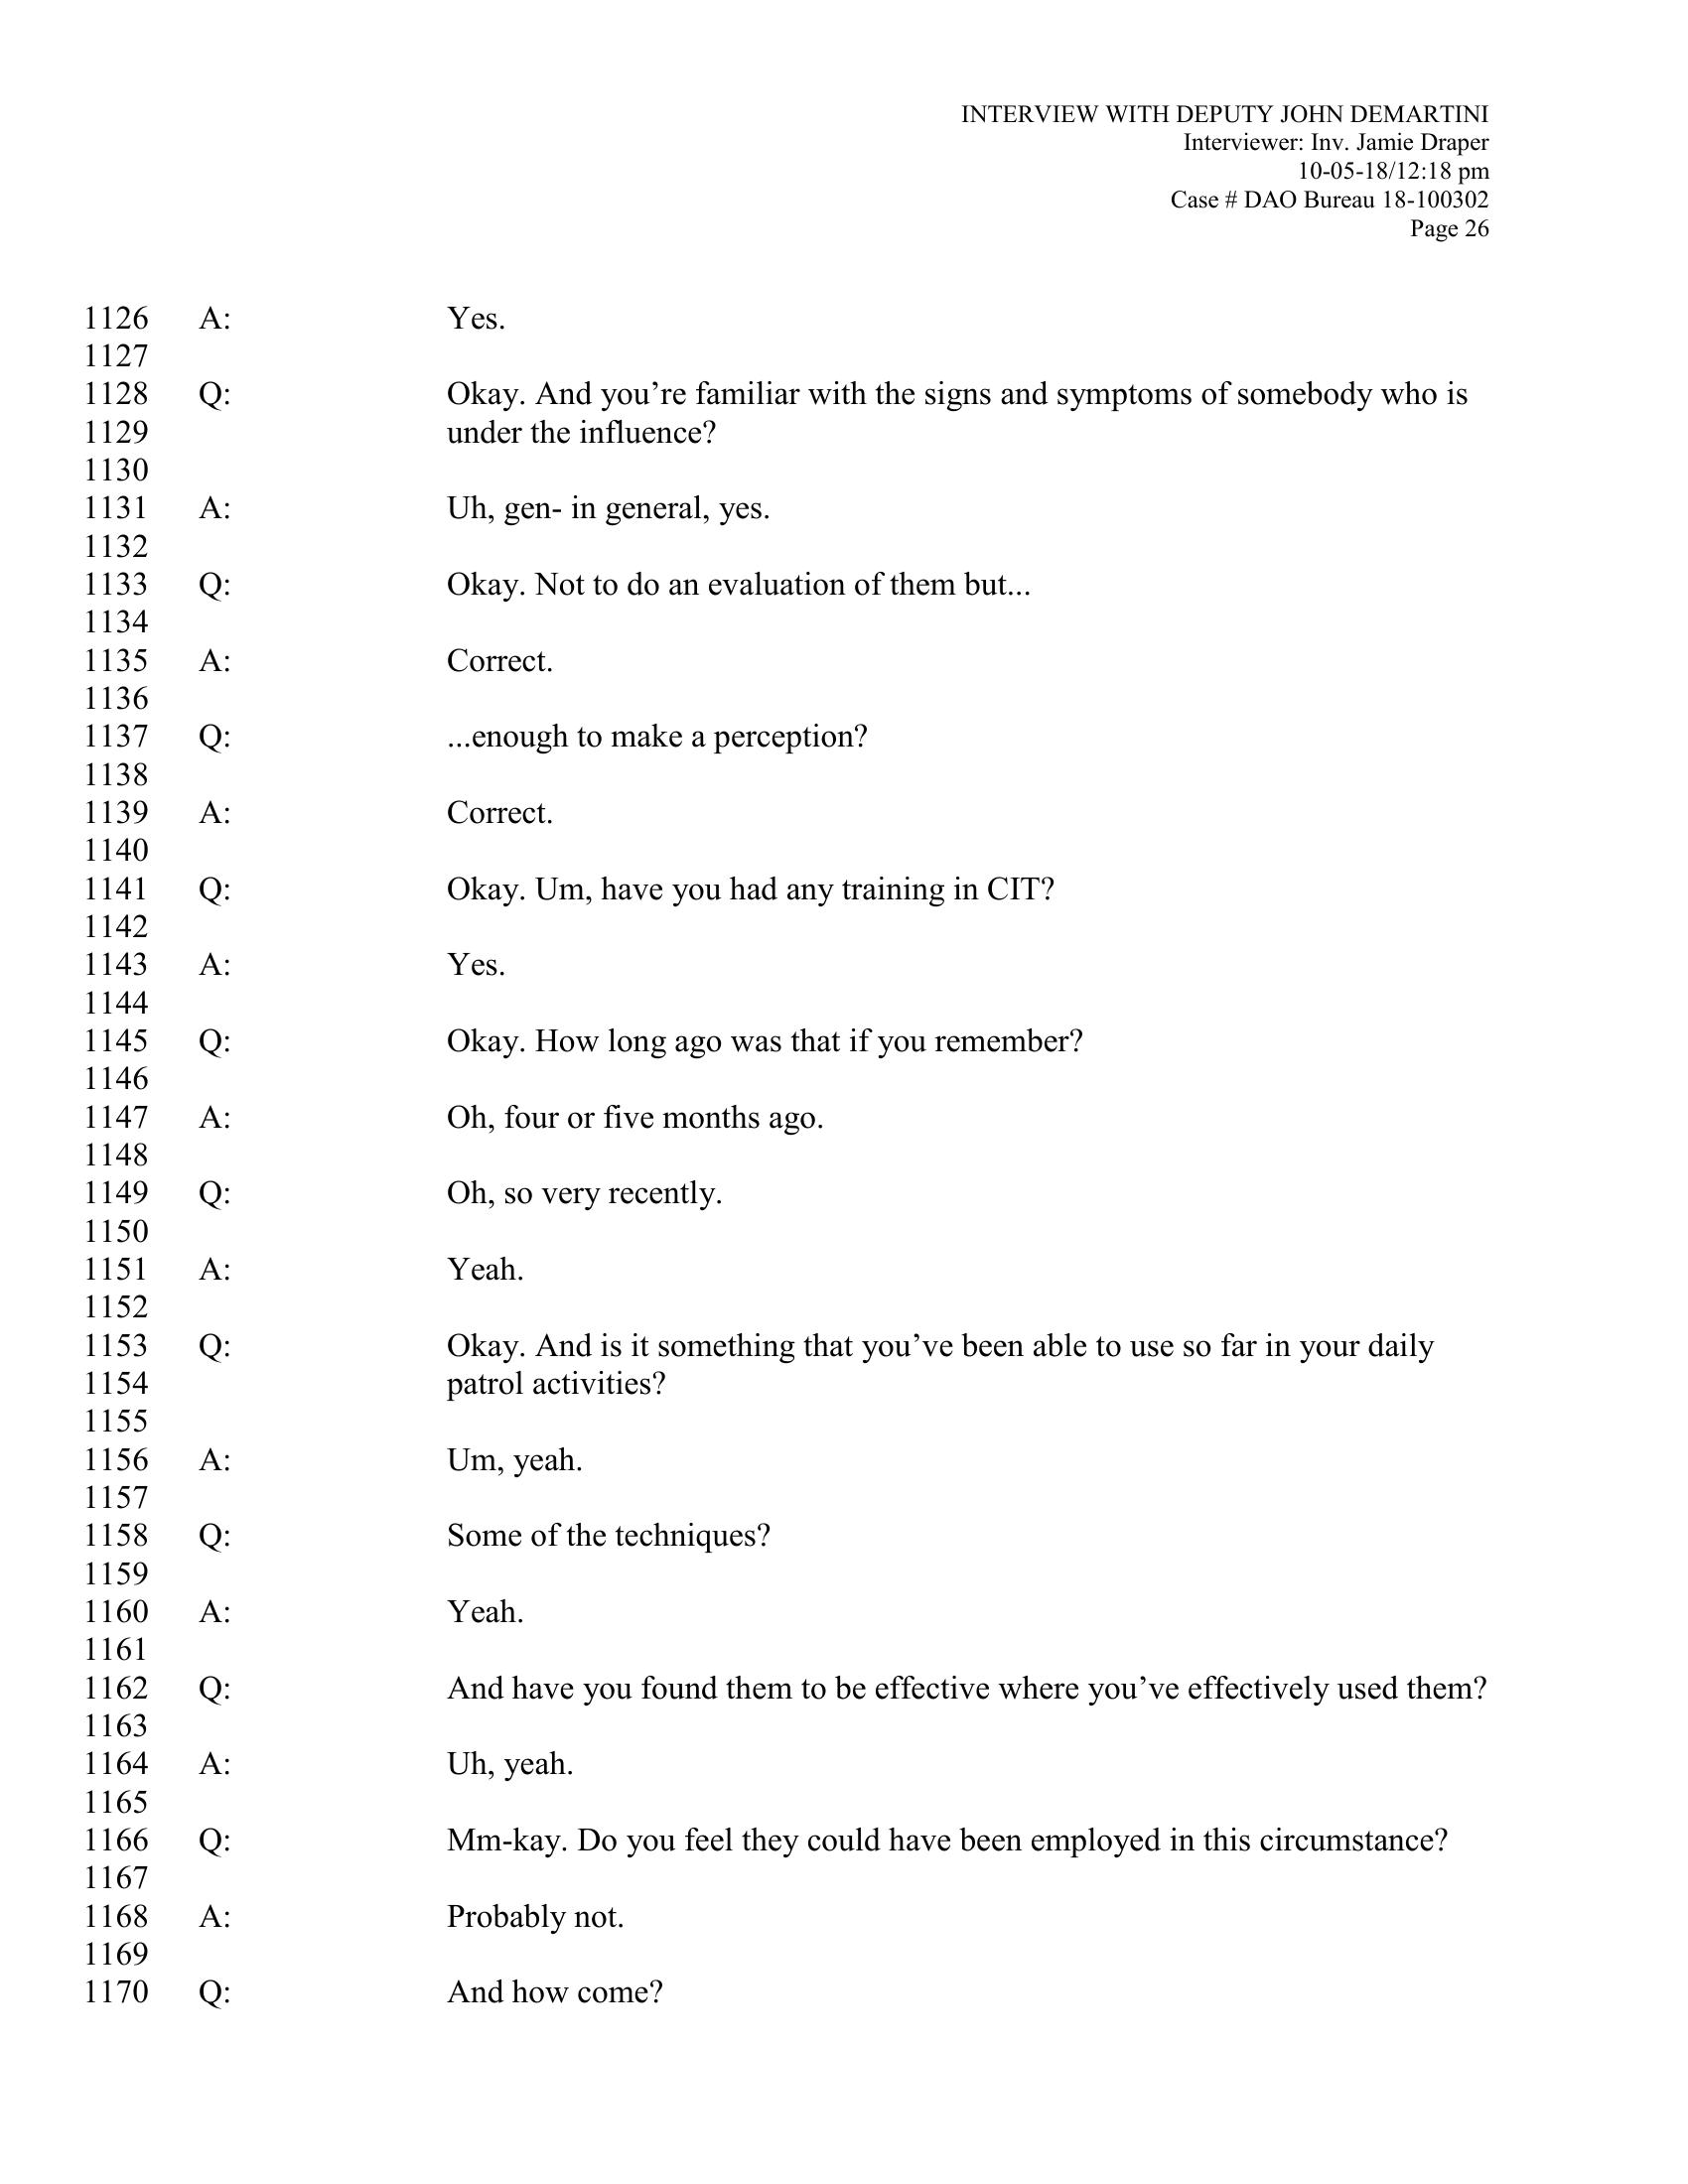 INTERVIEW WITH DEPUTY JOHN DEMARTINI
Interviewer: Inv. Jamie Draper
10-05-18/12:18 pm
Case # DAO Bureau 18-100302
Page 26
1126 A: Yes.
1127
1128 Q: Okay. And you’re familiar with the signs and symptoms of somebody who is
1129 under the influence?
1130
1131 A: Uh, gen- in general, yes.
1132
1133 Q: Okay. Not to do an evaluation of them but...
1134
1135 A: Correct.
1136
1137 Q: ...enough to make a perception?
1138
1139 A: Correct.
1140
1141 Q: Okay. Um, have you had any training in CIT?
1142
1143 A: Yes.
1144
1145 Q: Okay. How long ago was that if you remember?
1146
1147 A: Oh, four or five months ago.
1148
1149 Q: Oh, so very recently.
1150
1151 A: Yeah.
1152
1153 Q: Okay. And is it something that you’ve been able to use so far in your daily
1154 patrol activities?
1155
1156 A: Um, yeah.
1157
1158 Q: Some of the techniques?
1159
1160 A: Yeah.
1161
1162 Q: And have you found them to be effective where you’ve effectively used them?
1163
1164 A: Uh, yeah.
1165
1166 Q: Mm-kay. Do you feel they could have been employed in this circumstance?
1167
1168 A: Probably not.
1169
1170 Q: And how come?